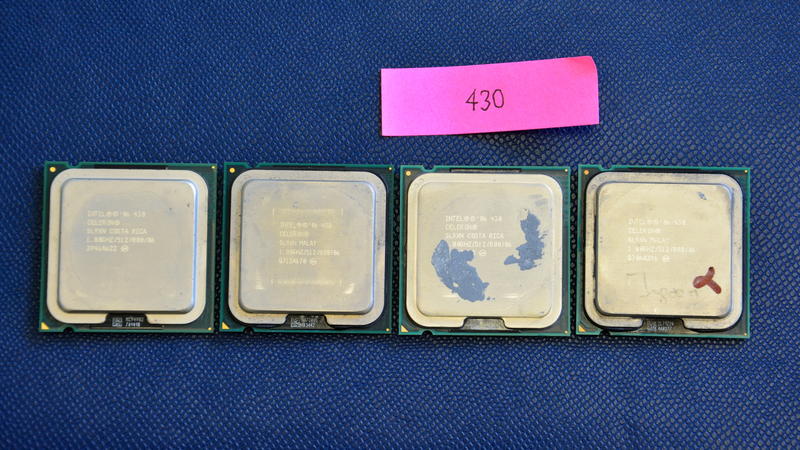 430
INTEL®©'06 430
CELERON®
SL9XN COSTA RICA
1.80GHZ/512/800/06
INTEL®©'06 430
CELERON®
SL9XN MALAY
1.80GHZ/512/800/06
INTEL®©'06 430
CELERON®
SL9XN COSTA RICA
.80GHZ/512/800/06
INTEL®©'06 430
CELERON®
SL9XN MALAY
1.80GHZ/512/800/06